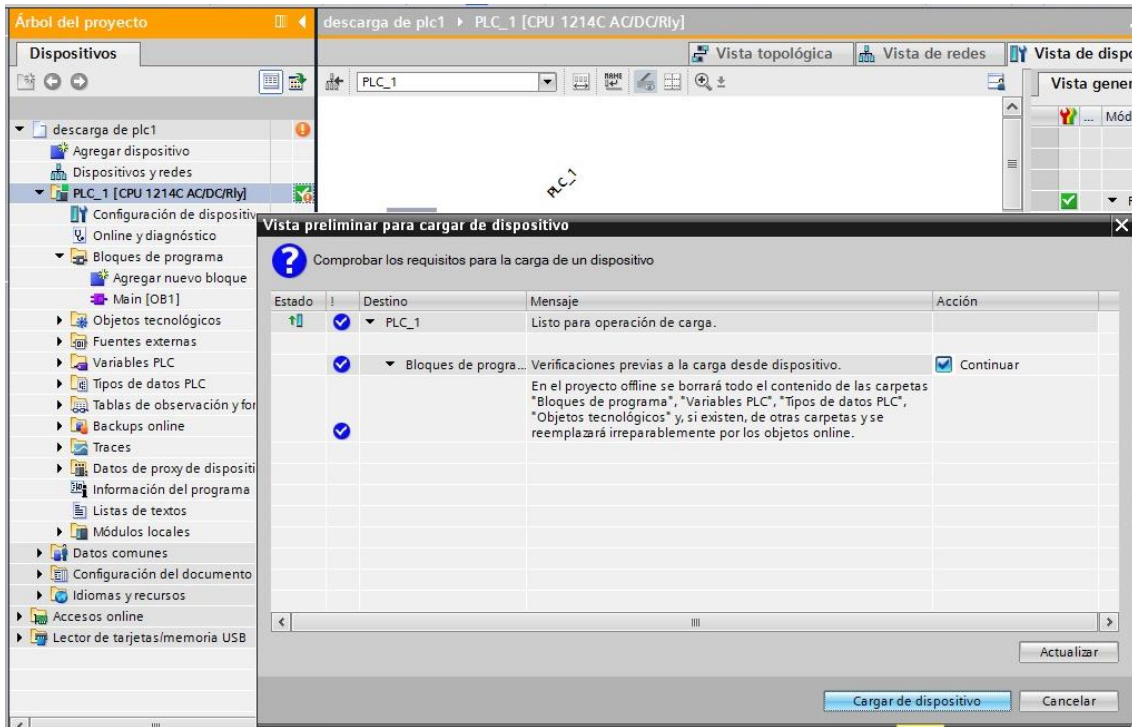 Árbol del proyecto
descarga de plc1 PLC_1 [CPU 1214C AC/DC/Rly]
Dispositivos
Vista topológica
Vista de redes
Vista de dispo
PLC_1
Vista gener
... Mód
descarga de plc1
Agregar dispositivo
Dispositivos y redes
PLC_1 [CPU 1214C AC/DC/Rly]
PLC_1
Configuración de dispositiv
Online y diagnóstico
Bloques de programa
Agregar nuevo bloque
Main [OB1]
Objetos tecnológicos
Fuentes externas
Variables PLC
Tipos de datos PLC
Tablas de observación y for
Backups online
Traces
Datos de proxy de dispositi
Información del programa
Listas de textos
Módulos locales
Datos comunes
Configuración del documento
Idiomas y recursos
Accesos online
Lector de tarjetas/memoria USB
Vista preliminar para cargar de dispositivo
Comprobar los requisitos para la carga de un dispositivo
Estado ! Destino Mensaje Acción
PLC_1 Listo para operación de carga.
Bloques de progra... Verificaciones previas a la carga desde dispositivo. Continuar
En el proyecto offline se borrará todo el contenido de las carpetas
"Bloques de programa", "Variables PLC", "Tipos de datos PLC",
"Objetos tecnológicos" y, si existen, de otras carpetas y se
reemplazará irreparablemente por los objetos online.
Actualizar
Cargar de dispositivo
Cancelar